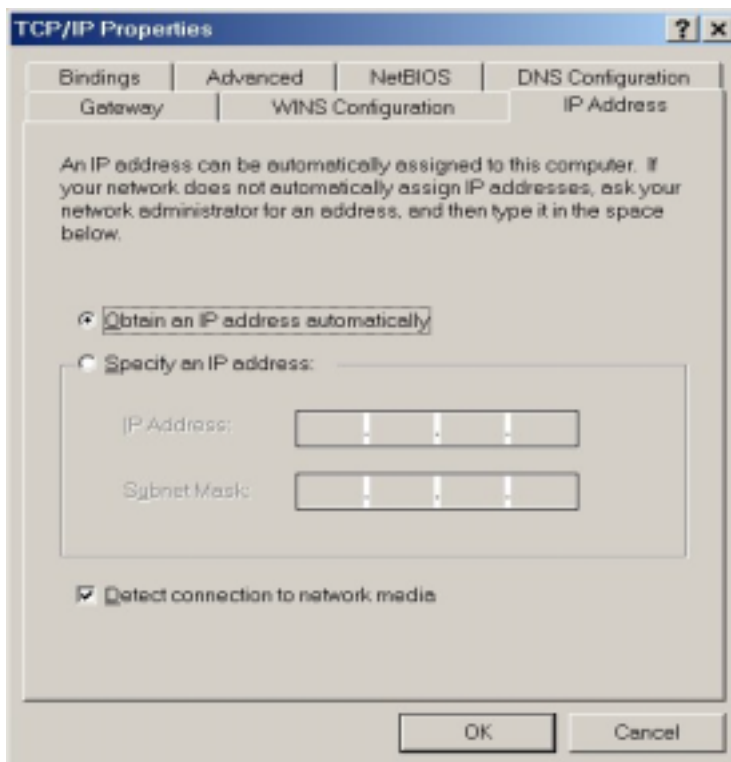 TCP/IP Properties
Bindings
Advanced
NetBIOS
DNS Configuration
Gateway
WINS Configuration
IP Address
An IP address can be automatically assigned to this computer. If
your network does not automatically assign IP addresses, ask your
network administrator for an address, and then type it in the space
below.
Obtain an IP address automatically
Specify an IP address:
IP Address:
Subnet Mask:
Detect connection to network media
OK
Cancel